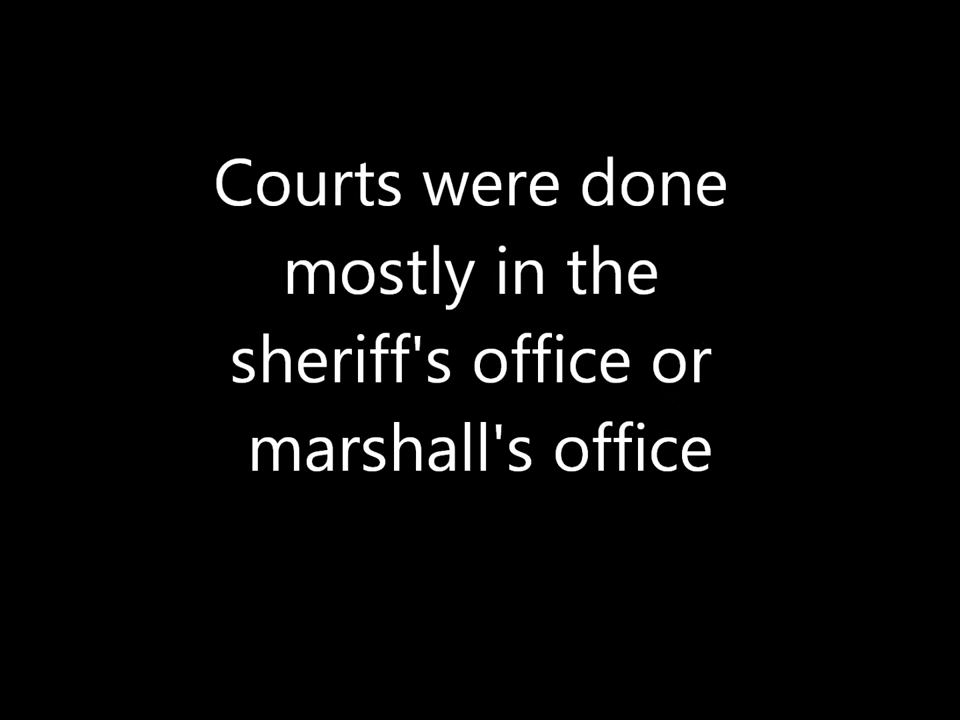 Courts were done
mostly in the
sheriff's office or
marshall's office